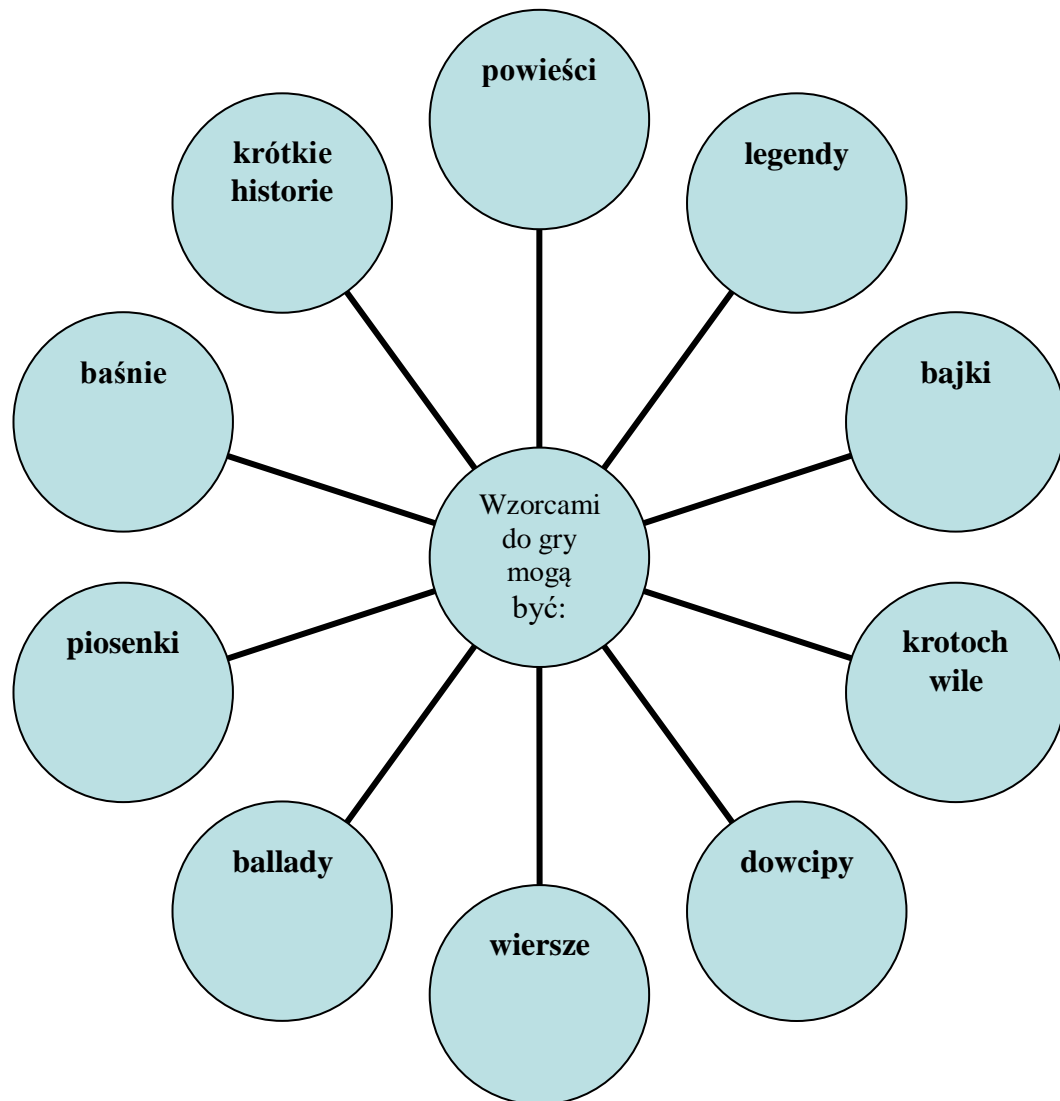 powieści
krótkie
historie
legendy
baśnie
bajki
Wzorcami
do gry
mogą
być:
piosenki
krotoch
wile
ballady
dowcipy
wiersze